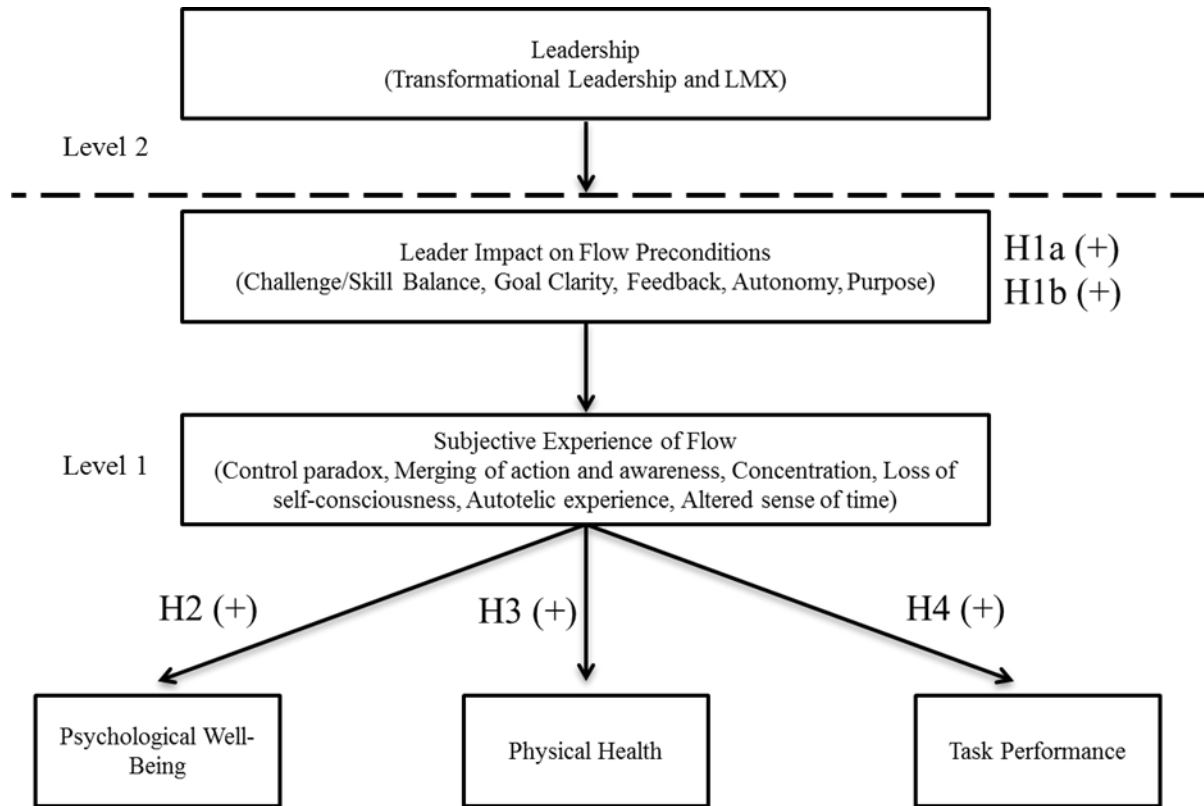 Leadership
(Transformational Leadership and LMX)
Level 2
Leader Impact on Flow Preconditions
(Challenge/Skill Balance, Goal Clarity, Feedback, Autonomy, Purpose)
H1a (+)
H1b (+)
Subjective Experience of Flow
Level 1
(Control paradox, Merging of action and awareness, Concentration, Loss of
self-consciousness, Autotelic experience, Altered sense of time)
H2 (+)
H3 (+)
H4 (+)
Psychological Well-
Being
Physical Health
Task Performance